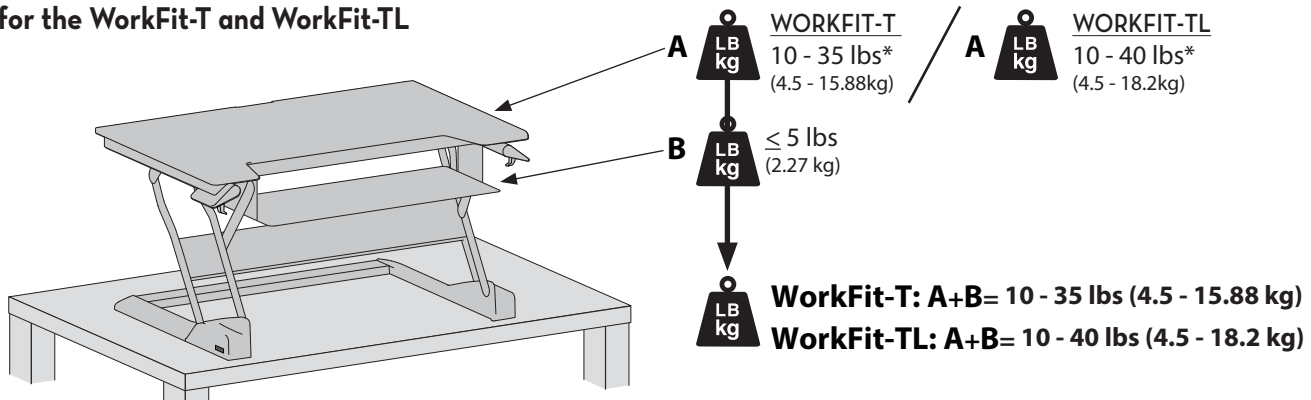 for the WorkFit-T and WorkFit-TL
A
LB
kg
WORKFIT-T
10 - 35 lbs*
(4.5 - 15.88kg)
/
A
LB
kg
WORKFIT-TL
10 - 40 lbs*
(4.5 - 18.2kg)
B
LB
kg
≤ 5 lbs
(2.27 kg)
LB
kg
WorkFit-T: A+B= 10 - 35 lbs (4.5 - 15.88 kg)
WorkFit-TL: A+B= 10 - 40 lbs (4.5 - 18.2 kg)